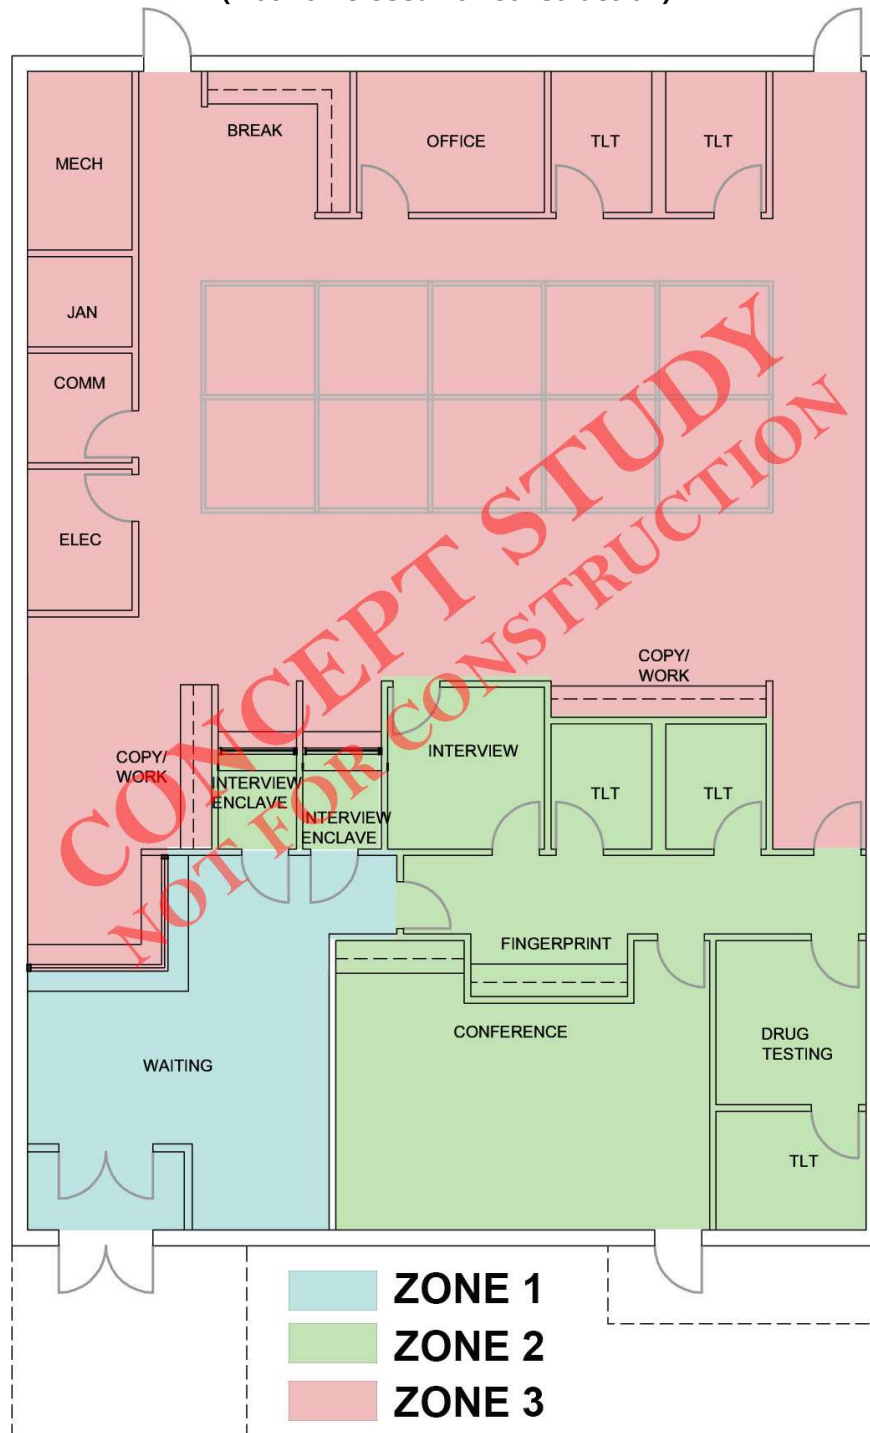 BREAK
OFFICE
TLT
TLT
MECH
JAN
COMM
ELEC
CONCEPT STUDY
NOT FOR CONSTRUCTION
COPY/
WORK
COPY/
WORK
INTERVIEW
ENCLAVE
INTERVIEW
ENCLAVE
INTERVIEW
TLT
TLT
FINGERPRINT
CONFERENCE
WAITING
DRUG
TESTING
TLT
ZONE 1
ZONE 2
ZONE 3